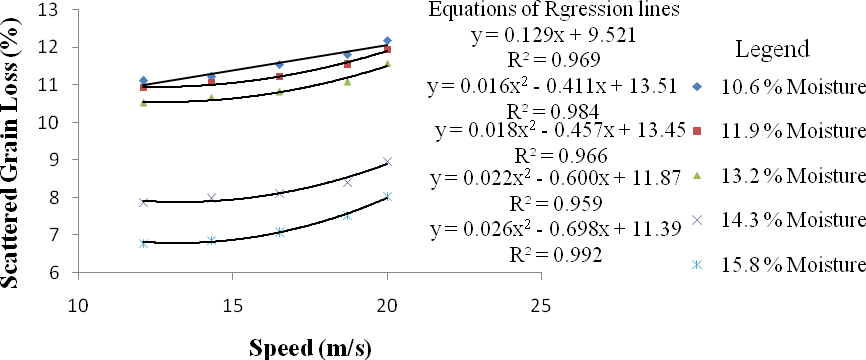 Equations of Rgression lines
y = 0.129x + 9.521
R² = 0.969
y = 0.016x² - 0.411x + 13.51
R² = 0.984
y = 0.018x² - 0.457x + 13.45
R² = 0.966
y = 0.022x² - 0.600x + 11.87
R² = 0.959
y = 0.026x² - 0.698x + 11.39
R² = 0.992
Legend
10.6 % Moisture
11.9 % Moisture
13.2 % Moisture
14.3 % Moisture
15.8 % Moisture
Scattered Grain Loss (%)
13
12
11
10
9
8
7
6
10
15
20
25
Speed (m/s)